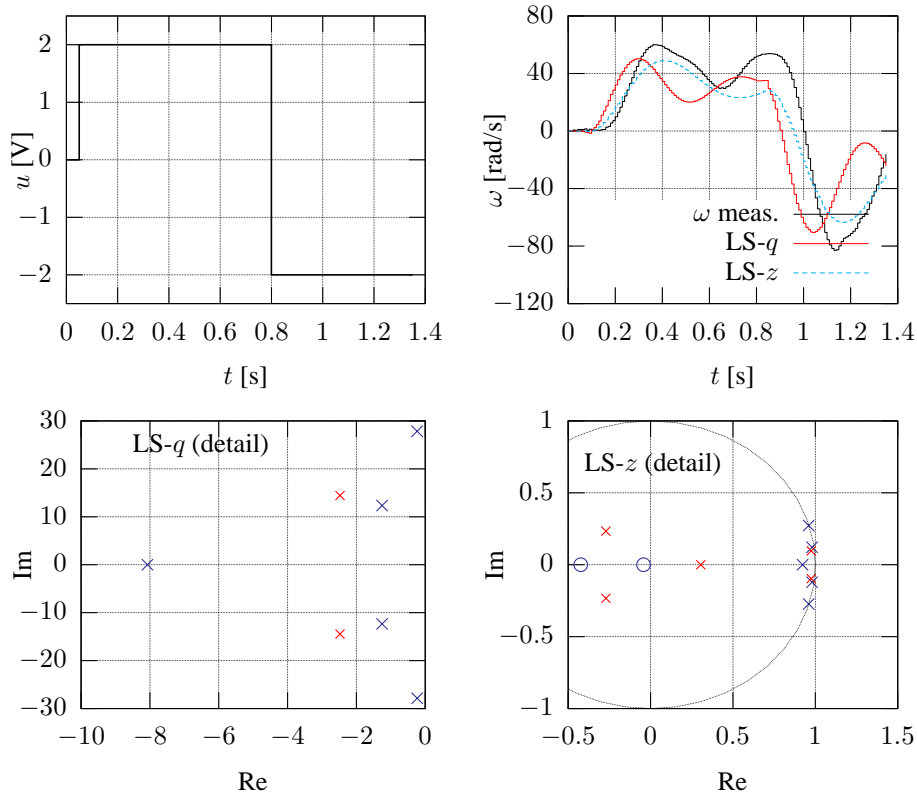 2
1
0
−1
−2
u [V]
0 0.2 0.4 0.6 0.8 1 1.2 1.4
t [s]
80
40
0
−40
−80
−120
ω [rad/s]
ω meas.
LS-q
LS-z
0 0.2 0.4 0.6 0.8 1 1.2 1.4
t [s]
30
20
10
0
−10
−20
−30
Im
LS-q (detail)
−10 −8 −6 −4 −2 0
Re
1
0.5
0
−0.5
−1
Im
LS-z (detail)
−0.5 0 0.5 1 1.5
Re